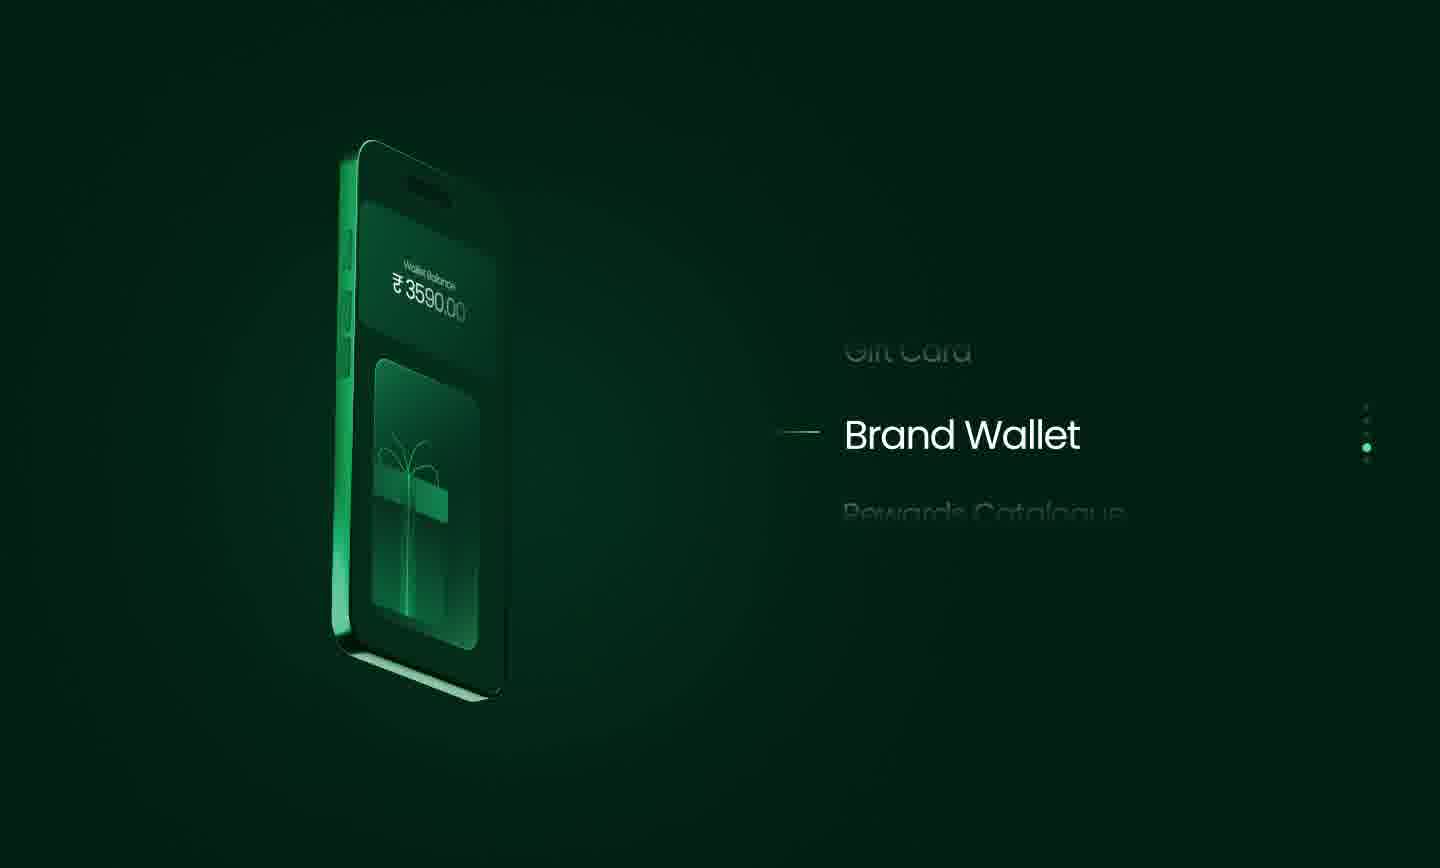 Wallet Balance
₹ 3590.00
Gift Card
Brand Wallet
Rewards Catalogue